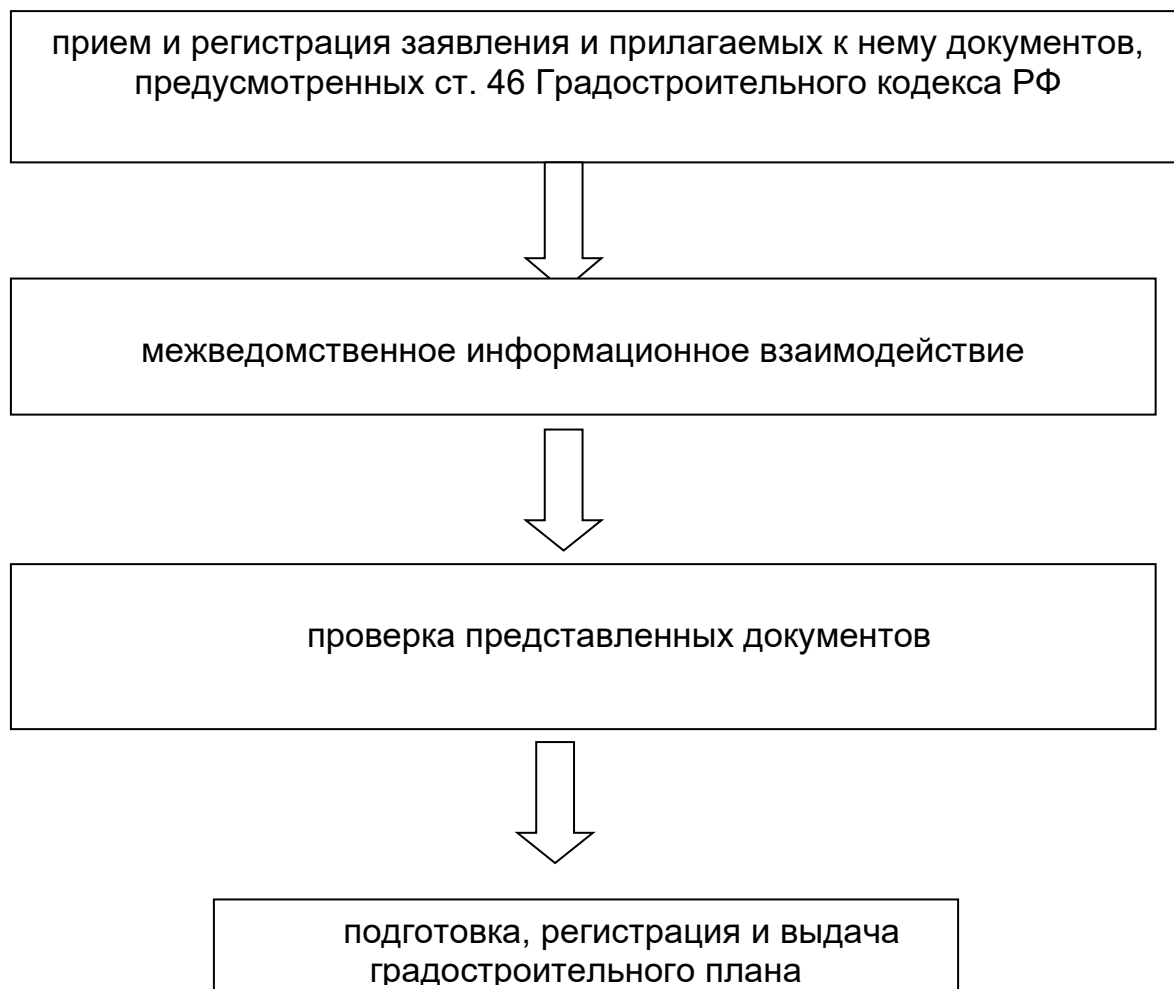 прием и регистрация заявления и прилагаемых к нему документов,
предусмотренных ст. 46 Градостроительного кодекса РФ
межведомственное информационное взаимодействие
проверка представленных документов
подготовка, регистрация и выдача
градостроительного плана